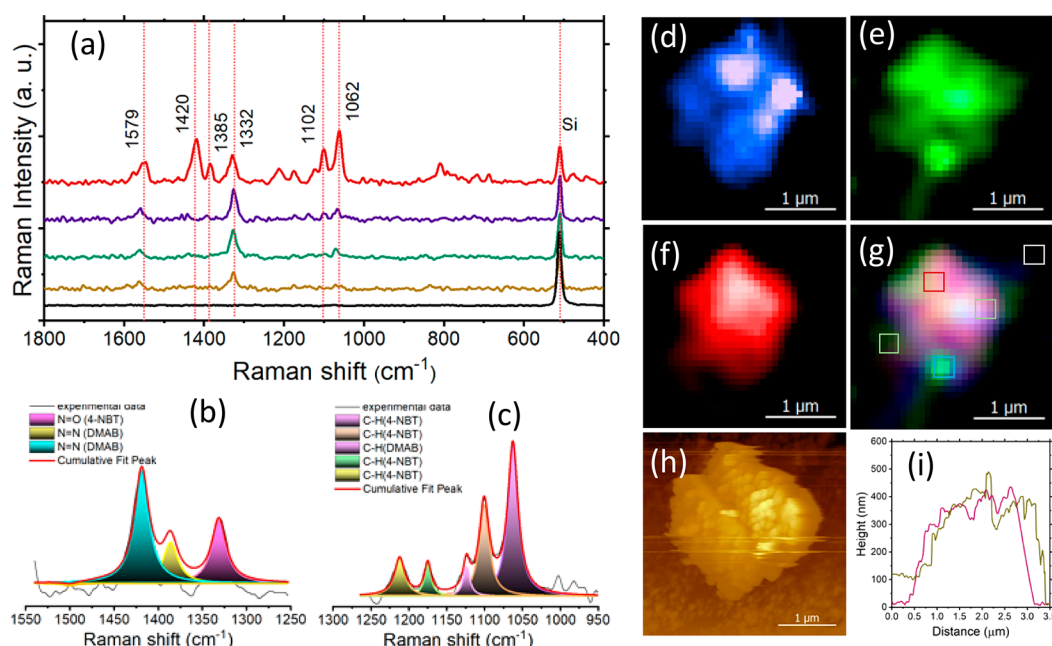 (a)
Raman Intensity (a. u.)
1579
1420
1385
1332
1102
1062
Si
1800 1600 1400 1200 1000 800 600 400
Raman shift (cm-1)
(b)
experimental data
N=O (4-NBT)
N=N (DMAB)
N=N (DMAB)
Cumulative Fit Peak
1550 1500 1450 1400 1350 1300 1250
Raman shift (cm-1)
(c)
experimental data
C-H(4-NBT)
C-H(4-NBT)
C-H(DMAB)
C-H(4-NBT)
C-H(4-NBT)
Cumulative Fit Peak
1300 1250 1200 1150 1100 1050 1000 950
Raman shift (cm-1)
(d)
1 μm
(e)
1 μm
(f)
1 μm
(g)
1 μm
(h)
1 μm
(i)
Height (nm)
600
500
400
300
200
100
0
0.0 0.5 1.0 1.5 2.0 2.5 3.0 3.5
Distance (μm)